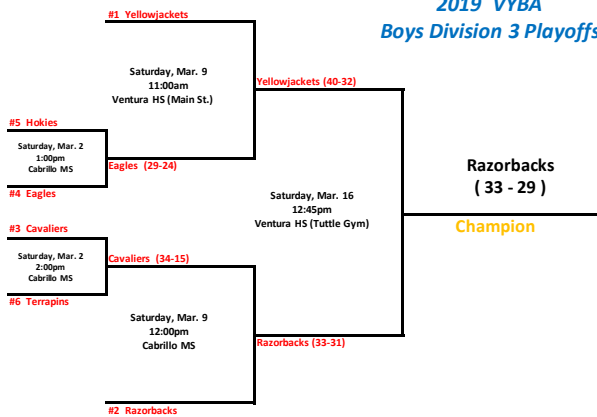 2019 VYBA
Boys Division 3 Playoffs
#1 Yellowjackets
Saturday, Mar. 9
11:00am
Ventura HS (Main St.)
Yellowjackets (40-32)
#5 Hokies
Saturday, Mar. 2
1:00pm
Cabrillo MS
Eagles (29-24)
#4 Eagles
Saturday, Mar. 16
12:45pm
Ventura HS (Tuttle Gym)
Razorbacks
( 33 - 29 )
Champion
#3 Cavaliers
Saturday, Mar. 2
2:00pm
Cabrillo MS
Cavaliers (34-15)
#6 Terrapins
Saturday, Mar. 9
12:00pm
Cabrillo MS
Razorbacks (33-31)
#2 Razorbacks